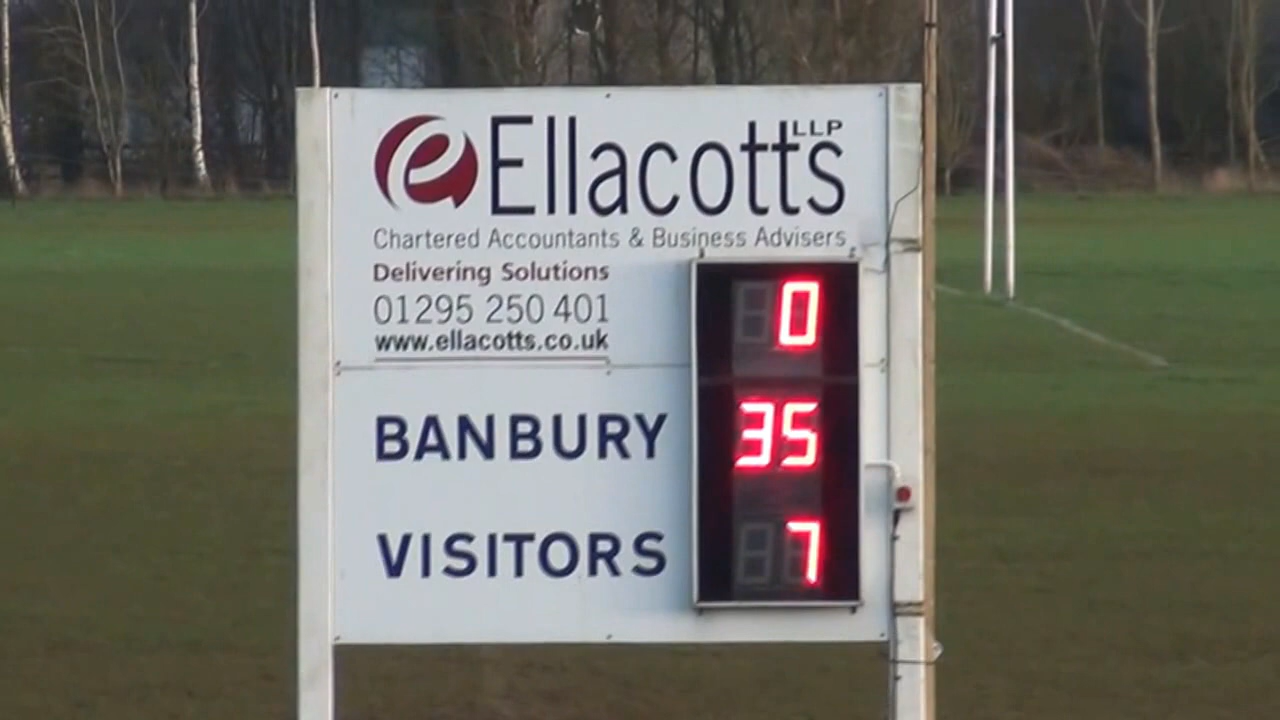 Ellacotts LLP
Chartered Accountants & Business Advisers
Delivering Solutions
01295 250 401
www.ellacotts.co.uk
0
BANBURY 35
VISITORS 7